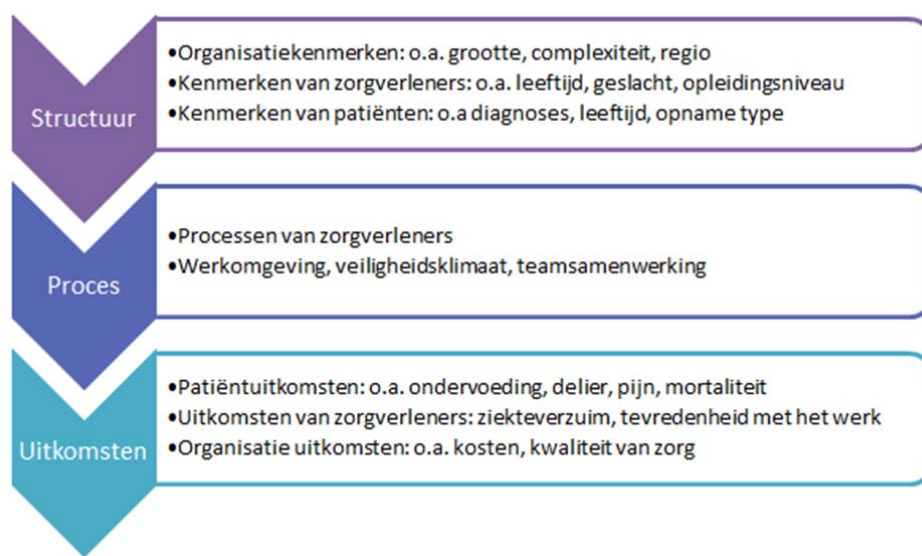 Structuur
•Organisatiekenmerken: o.a. grootte, complexiteit, regio
•Kenmerken van zorgverleners: o.a. leeftijd, geslacht, opleidingsniveau
•Kenmerken van patiënten: o.a diagnoses, leeftijd, opname type
Proces
•Processen van zorgverleners
•Werkomgeving, veiligheidsklimaat, teamsamenwerking
Uitkomsten
•Patiëntuitkomsten: o.a. ondervoeding, delier, pijn, mortaliteit
•Uitkomsten van zorgverleners: ziekteverzuim, tevredenheid met het werk
•Organisatie uitkomsten: o.a. kosten, kwaliteit van zorg